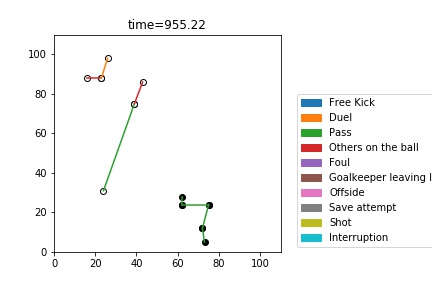 time=955.22
100
80
60
40
20
0
0 20 40 60 80 100
Free Kick
Duel
Pass
Others on the ball
Foul
Goalkeeper leaving l
Offside
Save attempt
Shot
Interruption